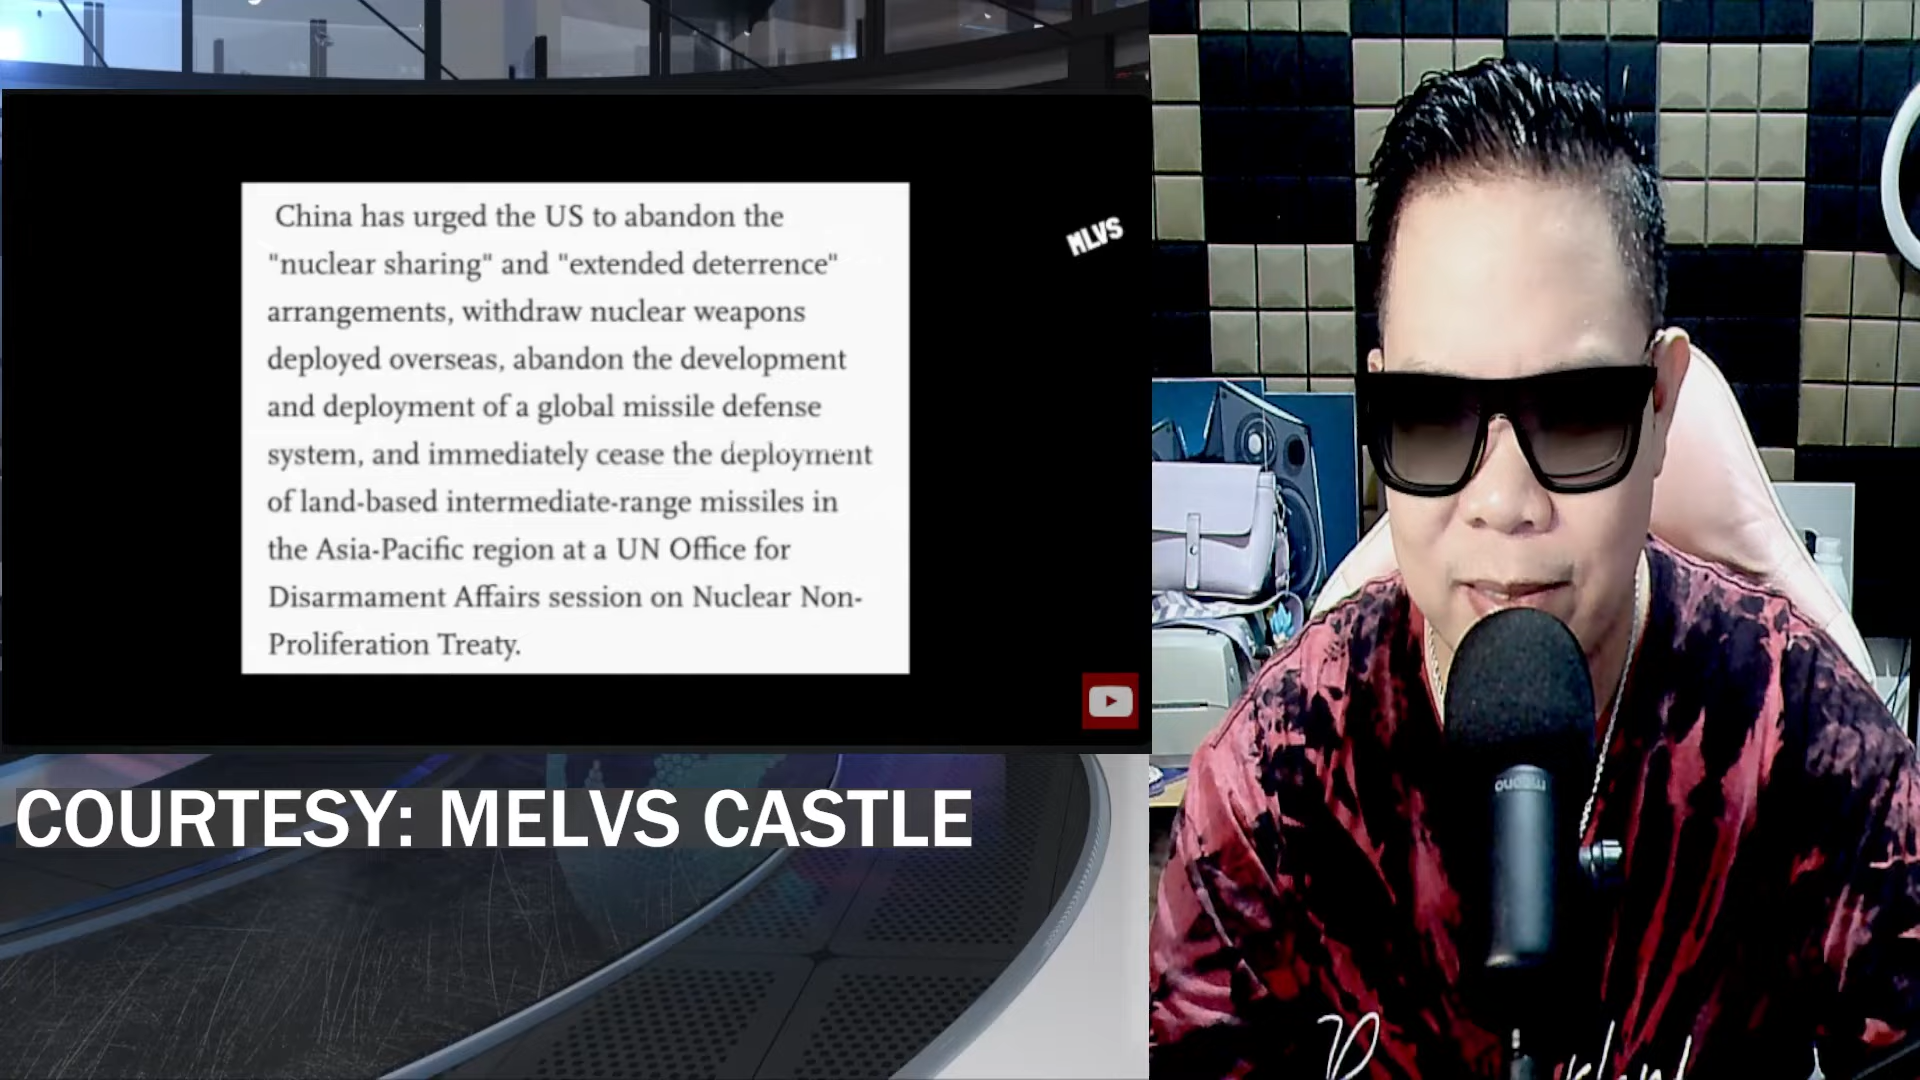 China has urged the US to abandon the
"nuclear sharing" and "extended deterrence"
arrangements, withdraw nuclear weapons
deployed overseas, abandon the development
and deployment of a global missile defense
system, and immediately cease the deployment
of land-based intermediate-range missiles in
the Asia-Pacific region at a UN Office for
Disarmament Affairs session on Nuclear Non-
Proliferation Treaty.
MLVS
COURTESY: MELVS CASTLE
maono